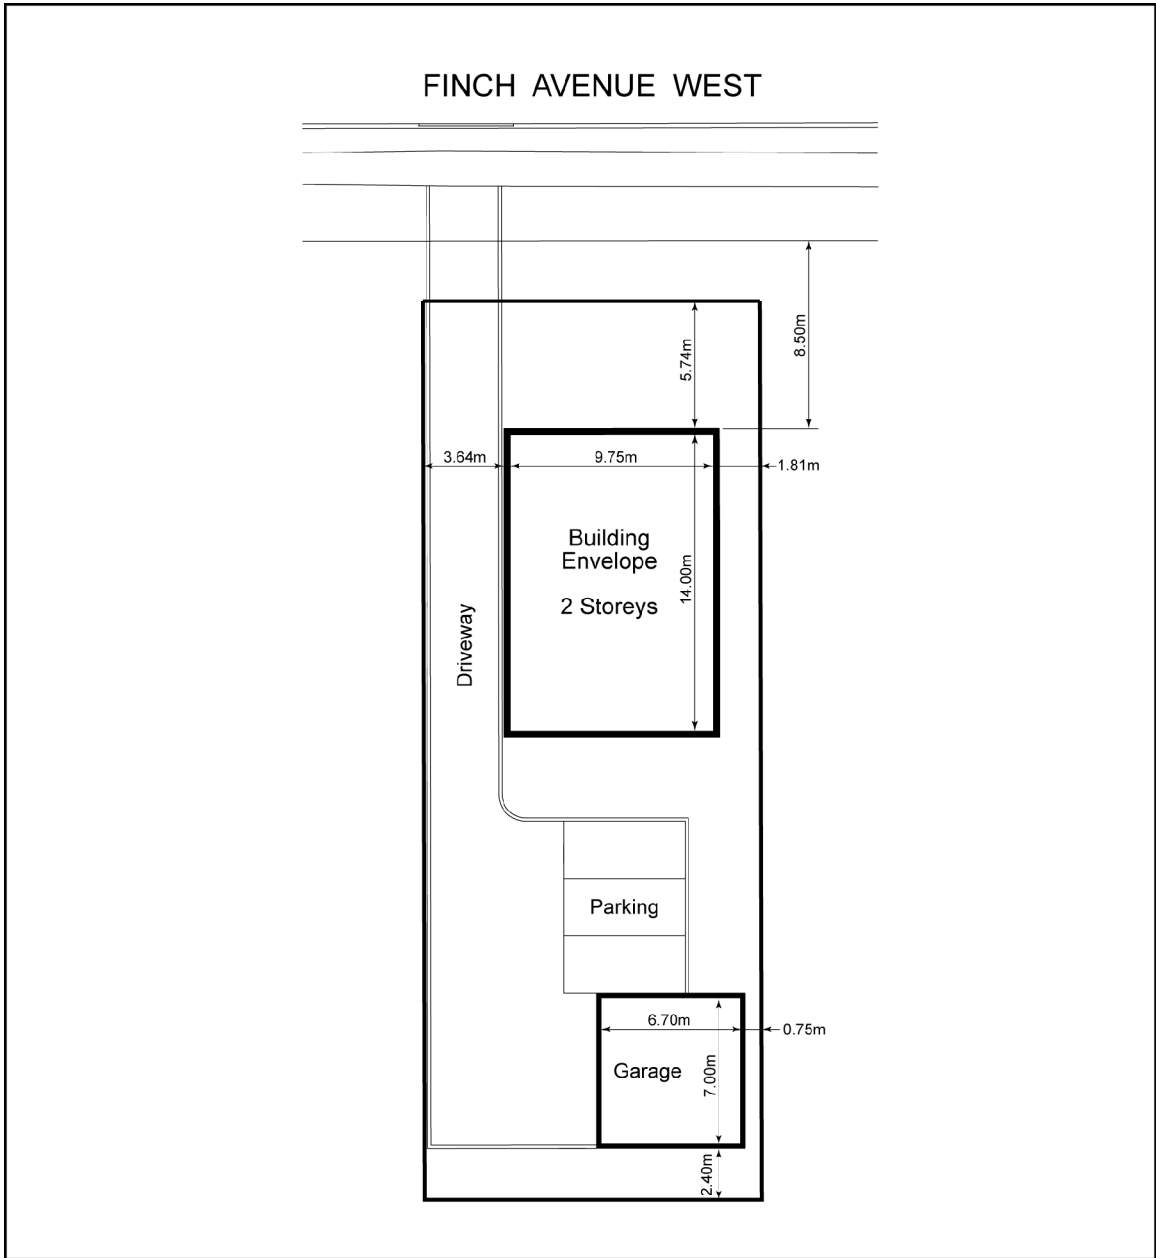 FINCH AVENUE WEST
8.50m
5.74m
3.64m
9.75m
1.81m
Building
Envelope
2 Storeys
14.00m
Driveway
Parking
6.70m
0.75m
Garage
7.00m
2.40m